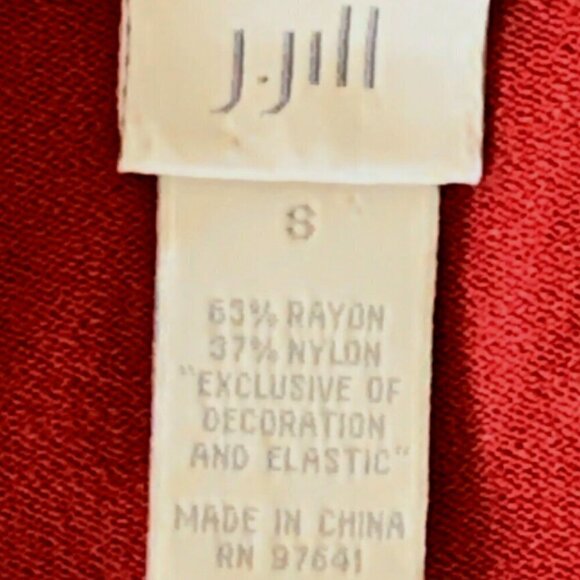 J.Jill
S
63% RAYON
37% NYLON
"EXCLUSIVE OF
DECORATION
AND ELASTIC"
MADE IN CHINA
RN 97641